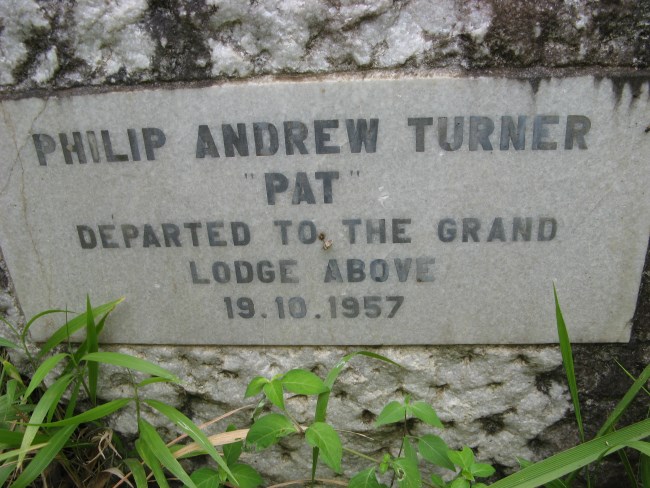 PHILIP ANDREW TURNER
"PAT"
DEPARTED TO THE GRAND
LODGE ABOVE
19.10.1957